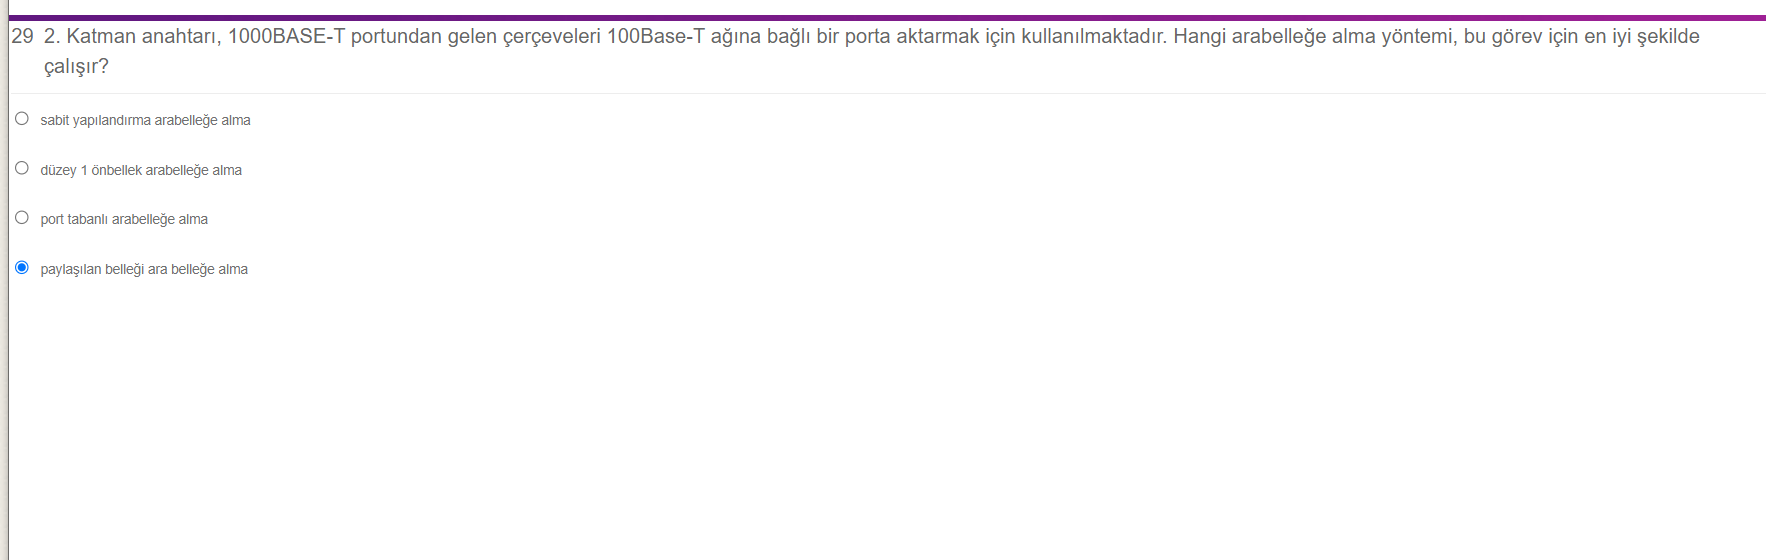 29 2. Katman anahtarı, 1000BASE-T portundan gelen çerçeveleri 100Base-T ağına bağlı bir porta aktarmak için kullanılmaktadır. Hangi arabelleğe alma yöntemi, bu görev için en iyi şekilde
çalışır?
sabit yapılandırma arabelleğe alma
düzey 1 önbellek arabelleğe alma
port tabanlı arabelleğe alma
paylaşılan belleği ara belleğe alma